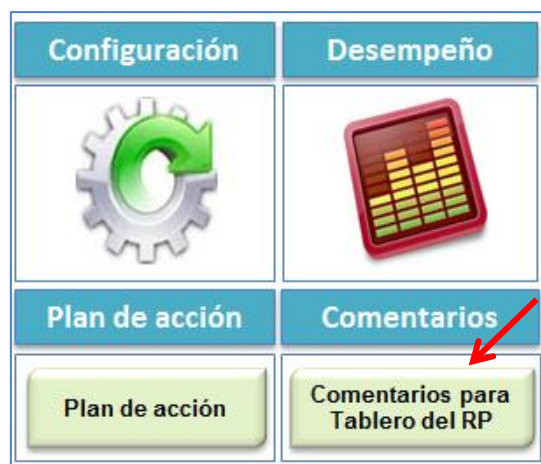 Configuración
Desempeño
Plan de acción
Comentarios
Plan de acción
Comentarios para
Tablero del RP